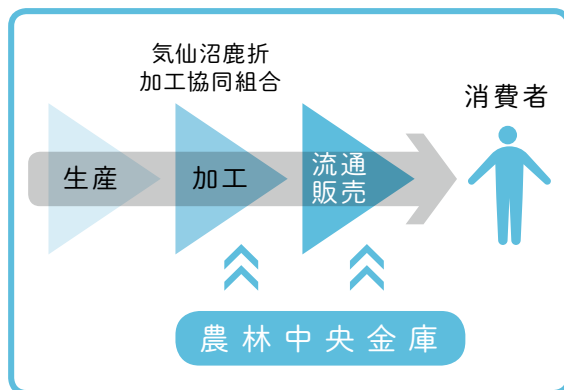 気仙沼鹿折
加工協同組合
消費者
生産
加工
流通
販売
農林中央金庫